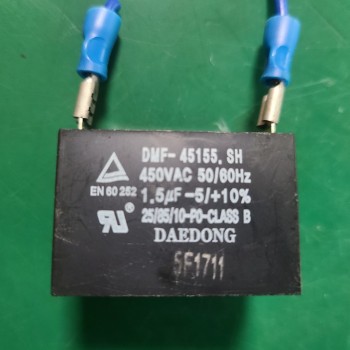 DMF-45155.SH
450VAC 50/60Hz
EN 60 252
1.5µF-5/+10%
25/85/10-P0-CLASS B
DAEDONG
5F1711